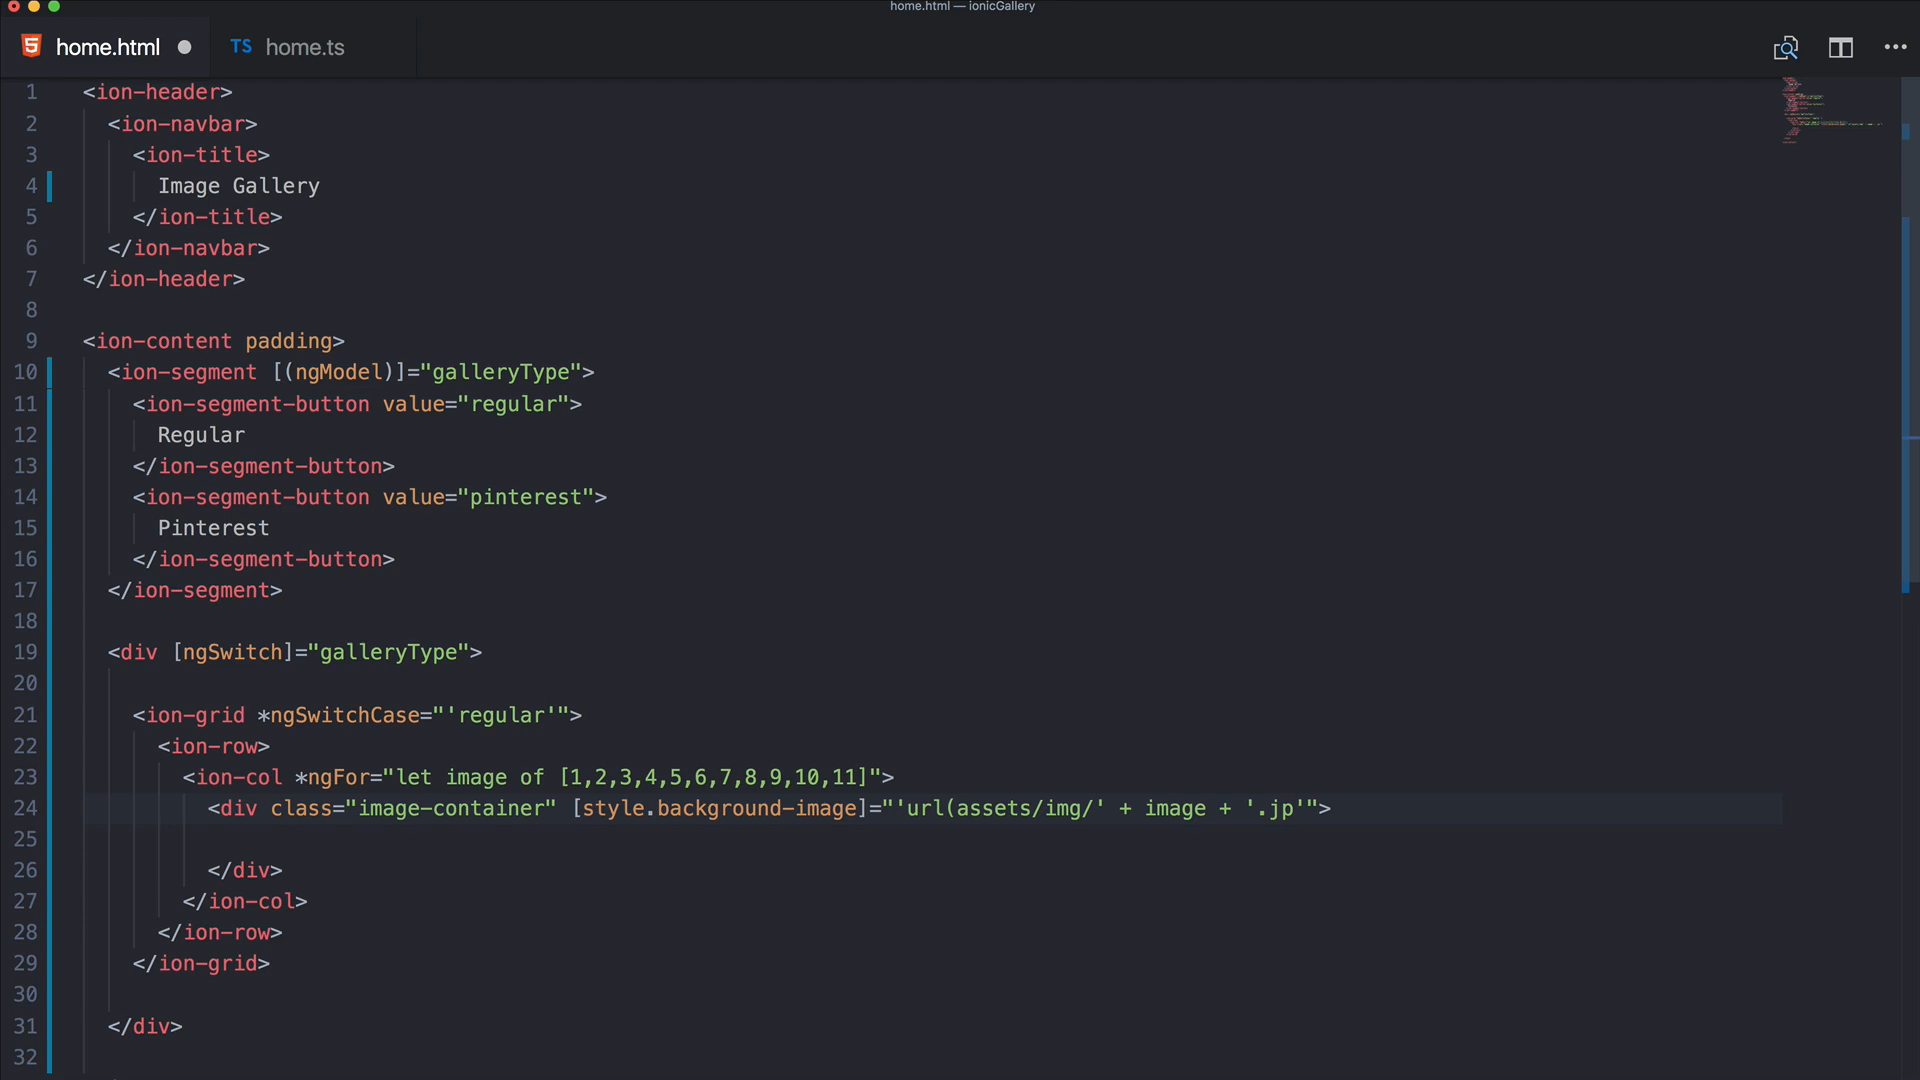 home.html — ionicGallery
home.html
TS home.ts
1 <ion-header>
2 <ion-navbar>
3 <ion-title>
4 Image Gallery
5 </ion-title>
6 </ion-navbar>
7 </ion-header>
8
9 <ion-content padding>
10 <ion-segment [(ngModel)]="galleryType">
11 <ion-segment-button value="regular">
12 Regular
13 </ion-segment-button>
14 <ion-segment-button value="pinterest">
15 Pinterest
16 </ion-segment-button>
17 </ion-segment>
18
19 <div [ngSwitch]="galleryType">
20
21 <ion-grid *ngSwitchCase="'regular'">
22 <ion-row>
23 <ion-col *ngFor="let image of [1,2,3,4,5,6,7,8,9,10,11]">
24 <div class="image-container" [style.background-image]="'url(assets/img/' + image + '.jp'">
25
26 </div>
27 </ion-col>
28 </ion-row>
29 </ion-grid>
30
31 </div>
32